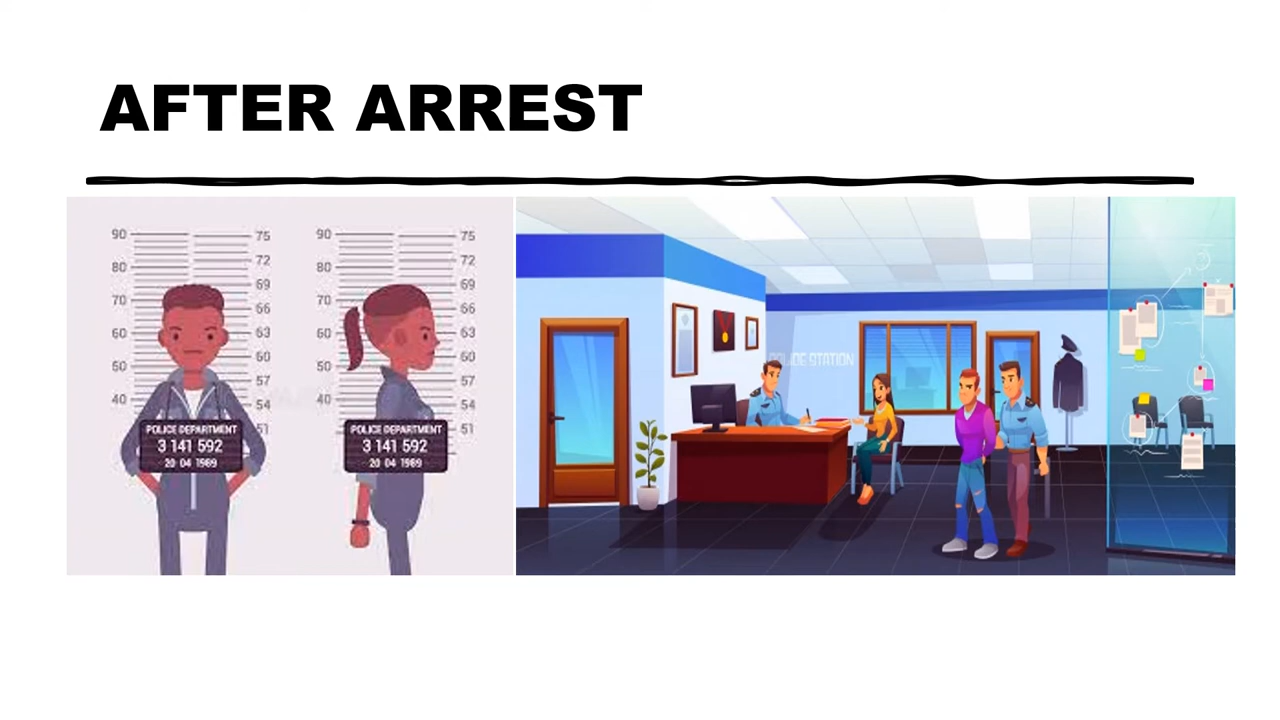 AFTER ARREST
90 75
80 72
69
70 66
60 63
50 60
57
40 54
51
POLICE DEPARTMENT
3 141 592
20 04 1989
90 75
80 72
69
70 66
60 63
50 60
57
40 54
51
POLICE DEPARTMENT
3 141 592
20 04 1989
POLICE STATION